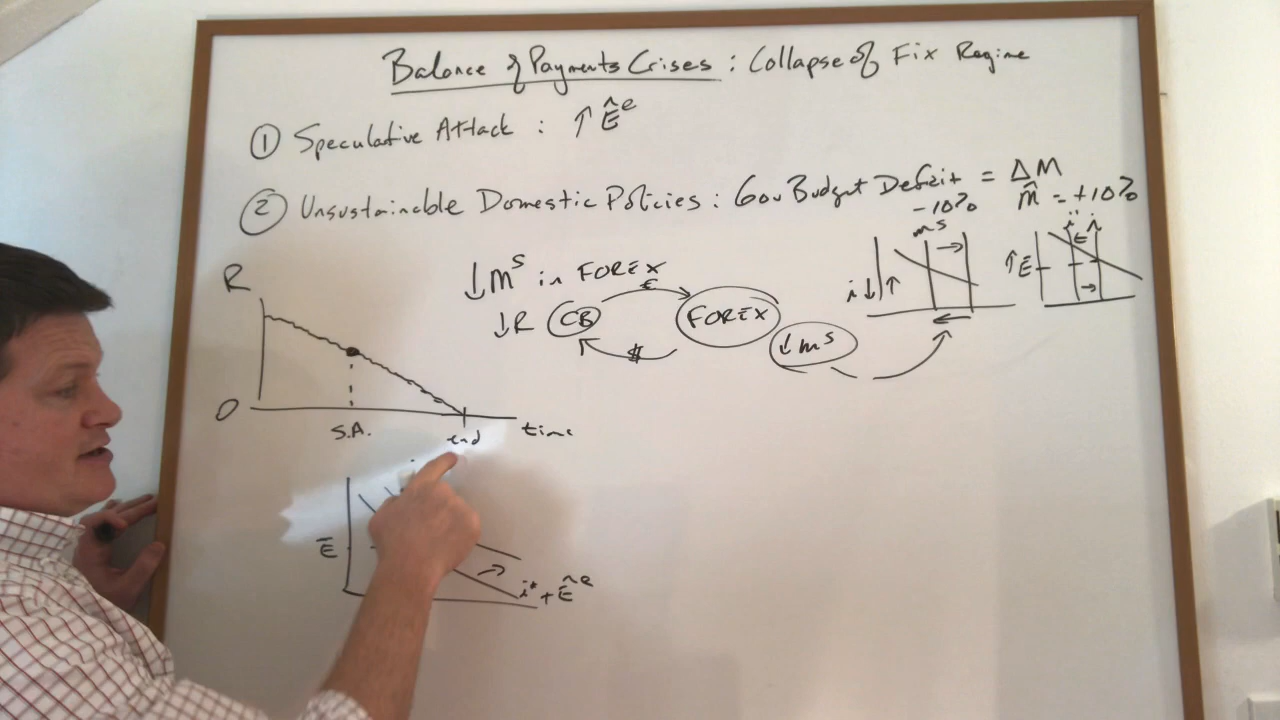 Balance of Payments Crises : Collapse of Fix Regime
① Speculative Attack : ↑ Ê^e
② Unsustainable Domestic Policies : Gov Budget Deficit = ΔM
-10% M̂ = +10%
R
↓ M^s in FOREX
M^s
i i
i ↓ ↑
↑ Ē
↓R CB € FOREX
$
↓ M^s
O
S.A. end time
Ē
i* + Ê^e